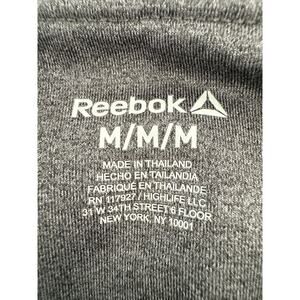 Reebok
M/M/M
MADE IN THAILAND
HECHO EN TAILANDIA
FABRIQUÉ EN THAÏLANDE
RN 117927 / HIGHLIFE LLC
31 W 34TH STREET 6 FLOOR
NEW YORK, NY 10001